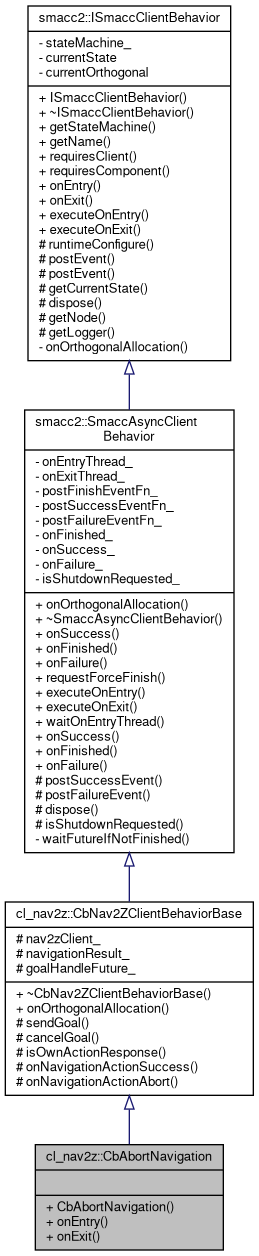 smacc2::ISmaccClientBehavior
- stateMachine_
- currentState
- currentOrthogonal
+ ISmaccClientBehavior()
+ ~ISmaccClientBehavior()
+ getStateMachine()
+ getName()
+ requiresClient()
+ requiresComponent()
+ onEntry()
+ onExit()
+ executeOnEntry()
+ executeOnExit()
# runtimeConfigure()
# postEvent()
# postEvent()
# getCurrentState()
# dispose()
# getNode()
# getLogger()
- onOrthogonalAllocation()
smacc2::SmaccAsyncClient
Behavior
- onEntryThread_
- onExitThread_
- postFinishEventFn_
- postSuccessEventFn_
- postFailureEventFn_
- onFinished_
- onSuccess_
- onFailure_
- isShutdownRequested_
+ onOrthogonalAllocation()
+ ~SmaccAsyncClientBehavior()
+ onSuccess()
+ onFinished()
+ onFailure()
+ requestForceFinish()
+ executeOnEntry()
+ executeOnExit()
+ waitOnEntryThread()
+ onSuccess()
+ onFinished()
+ onFailure()
# postSuccessEvent()
# postFailureEvent()
# dispose()
# isShutdownRequested()
- waitFutureIfNotFinished()
cl_nav2z::CbNav2ZClientBehaviorBase
# nav2zClient_
# navigationResult_
# goalHandleFuture_
+ ~CbNav2ZClientBehaviorBase()
+ onOrthogonalAllocation()
# sendGoal()
# cancelGoal()
# isOwnActionResponse()
# onNavigationActionSuccess()
# onNavigationActionAbort()
cl_nav2z::CbAbortNavigation
+ CbAbortNavigation()
+ onEntry()
+ onExit()